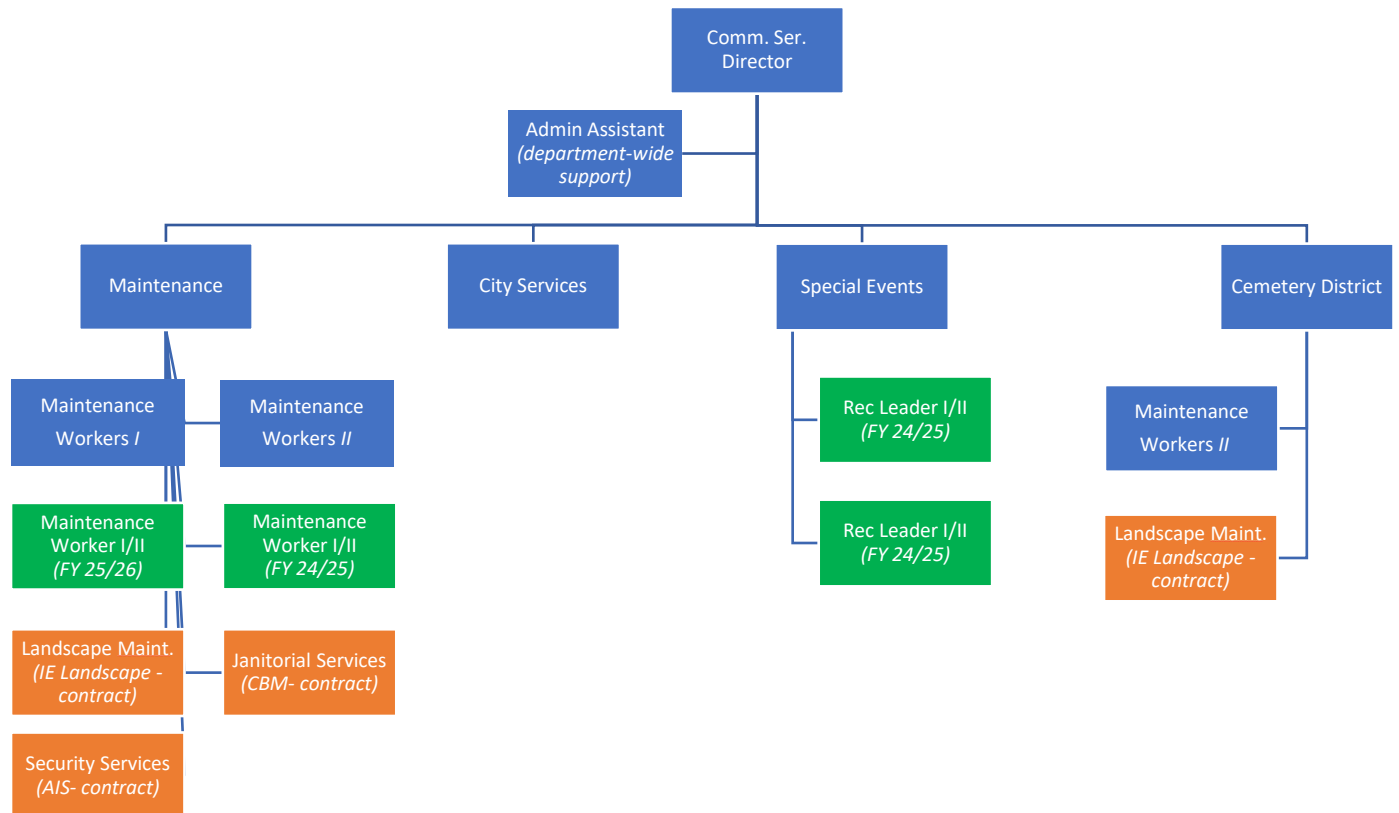 Comm. Ser.
Director
Admin Assistant
(department-wide
support)
Maintenance
City Services
Special Events
Cemetery District
Maintenance
Workers I
Maintenance
Workers II
Rec Leader I/II
(FY 24/25)
Maintenance
Workers II
Maintenance
Worker I/II
(FY 25/26)
Maintenance
Worker I/II
(FY 24/25)
Rec Leader I/II
(FY 24/25)
Landscape Maint.
(IE Landscape -
contract)
Landscape Maint.
(IE Landscape -
contract)
Janitorial Services
(CBM- contract)
Security Services
(AIS- contract)